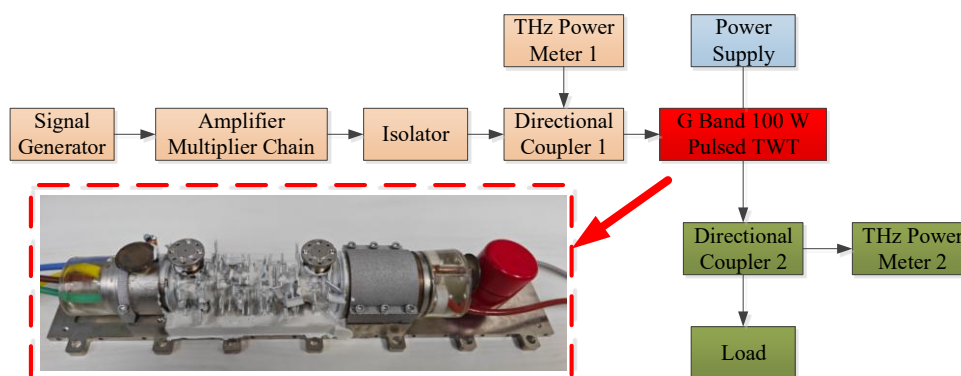 THz Power
Meter 1
Power
Supply
Signal
Generator
Amplifier
Multiplier Chain
Isolator
Directional
Coupler 1
G Band 100 W
Pulsed TWT
Directional
Coupler 2
THz Power
Meter 2
Load